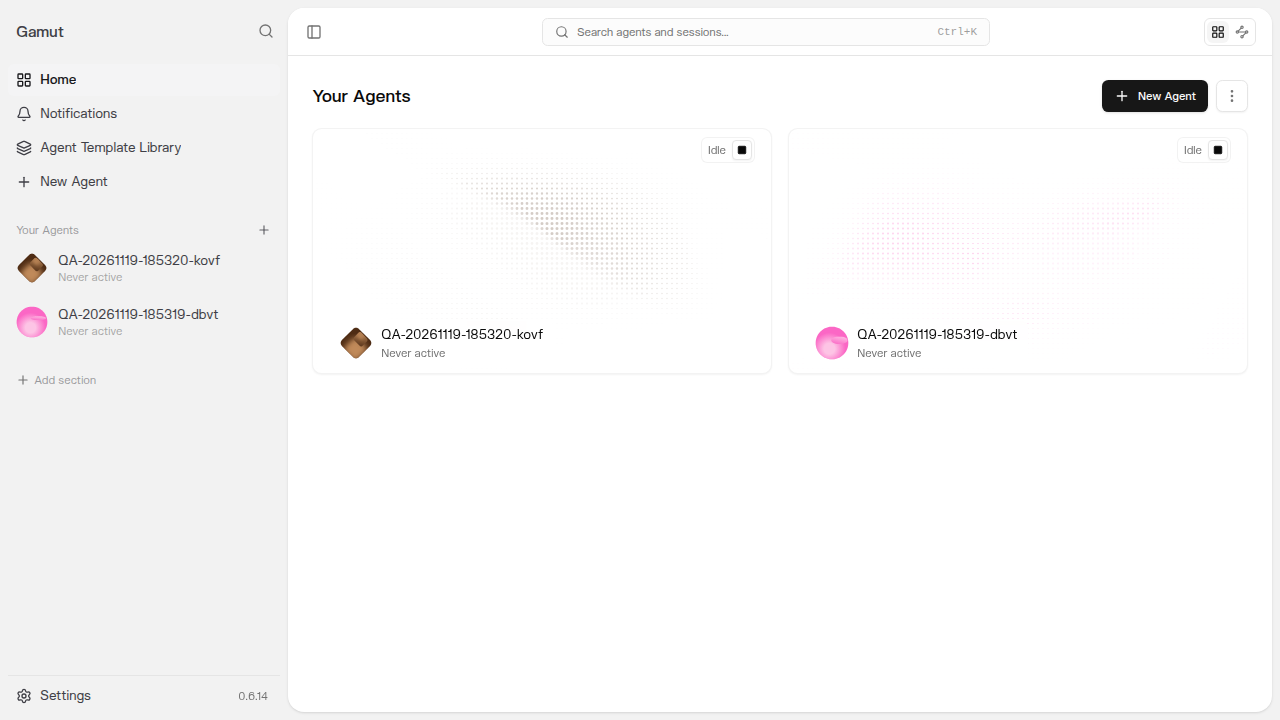 Gamut
Home
Notifications
Agent Template Library
New Agent
Your Agents
QA-20261119-185320-kovf
Never active
QA-20261119-185319-dbvt
Never active
Add section
Settings
0.6.14
Search agents and sessions...
Ctrl+K
Your Agents
New Agent
Idle
QA-20261119-185320-kovf
Never active
Idle
QA-20261119-185319-dbvt
Never active